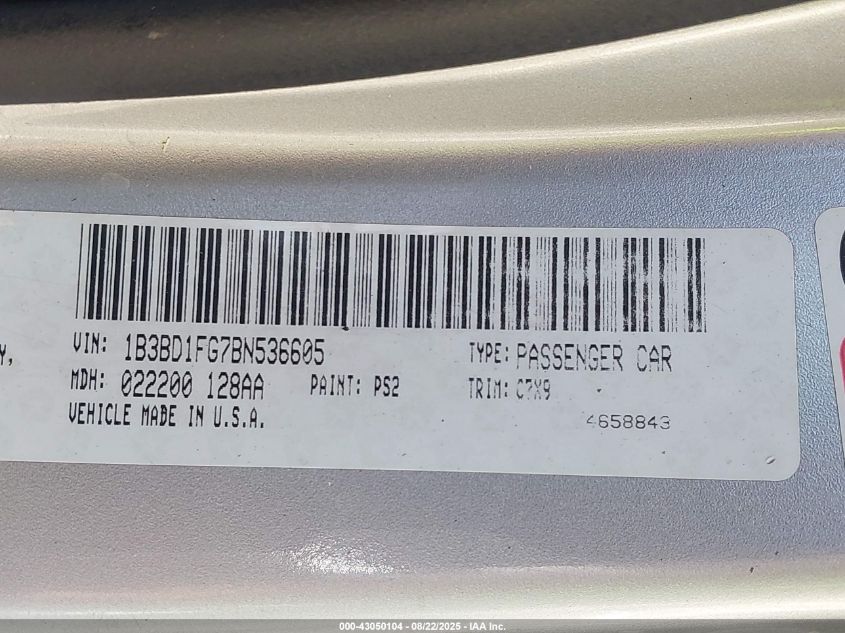 Y,
VIN: 1B3BD1FG7BN536605
TYPE: PASSENGER CAR
MDH: 022200 128AA
PAINT: PS2
TRIM: C7X9
VEHICLE MADE IN U.S.A.
4658843
000-43050104 - 08/22/2025 - IAA Inc.